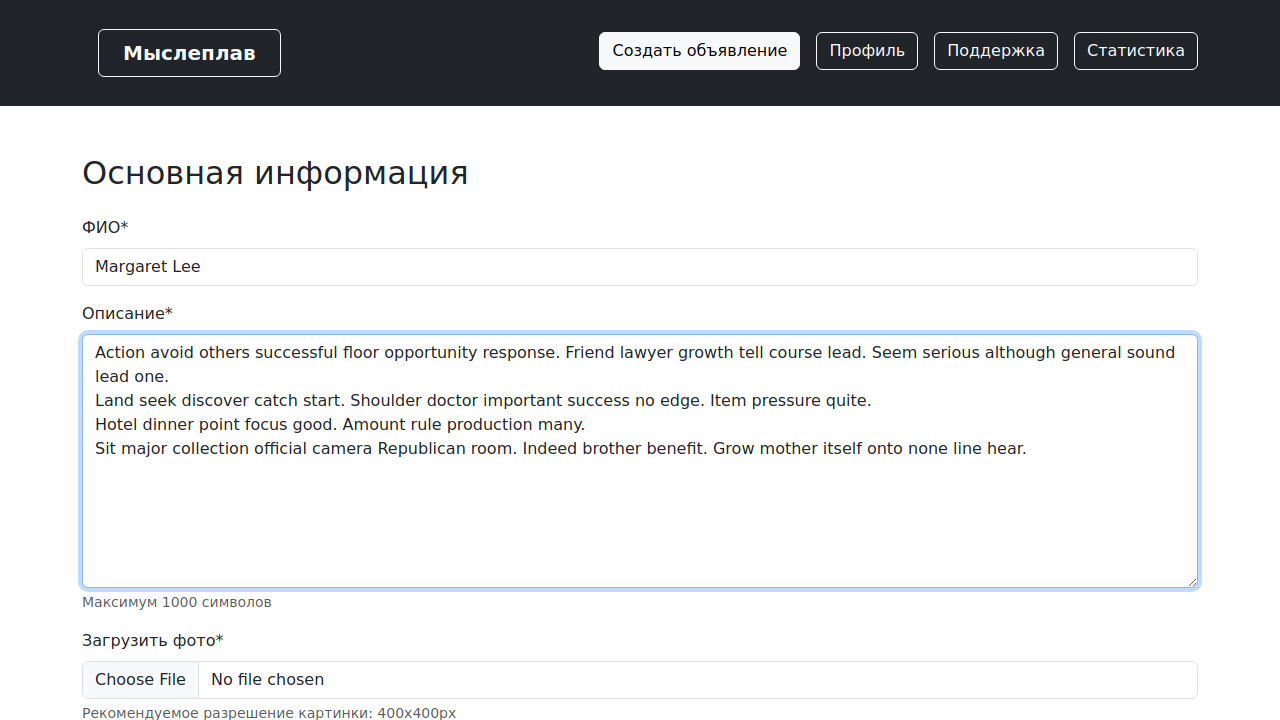 Мыслеплав
Создать объявление
Профиль
Поддержка
Статистика
Основная информация
ФИО*
Margaret Lee
Описание*
Action avoid others successful floor opportunity response. Friend lawyer growth tell course lead. Seem serious although general sound
lead one.
Land seek discover catch start. Shoulder doctor important success no edge. Item pressure quite.
Hotel dinner point focus good. Amount rule production many.
Sit major collection official camera Republican room. Indeed brother benefit. Grow mother itself onto none line hear.
Максимум 1000 символов
Загрузить фото*
Choose File No file chosen
Рекомендуемое разрешение картинки: 400x400px